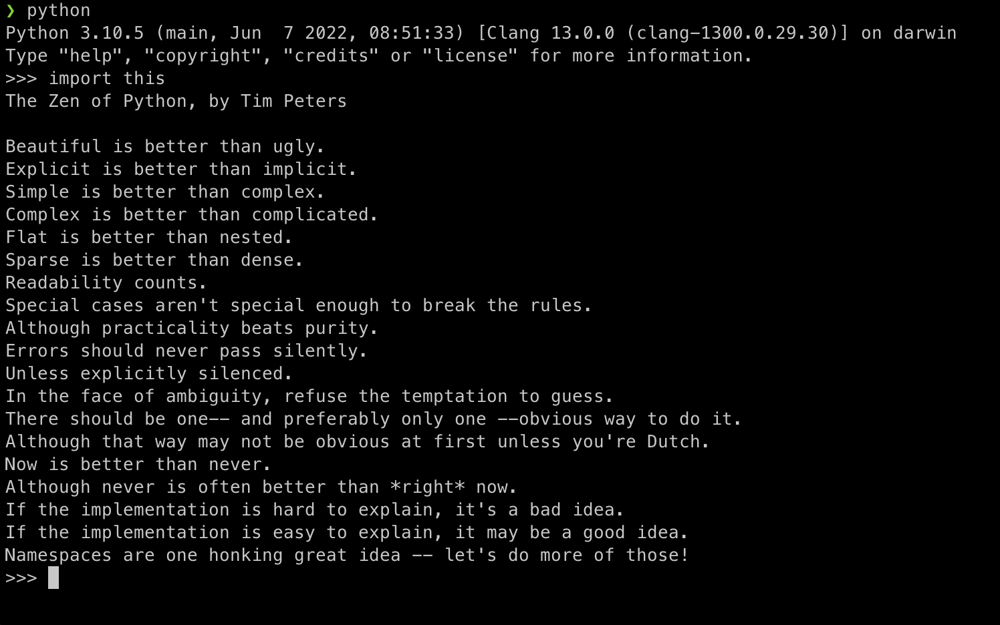 ❯ python
Python 3.10.5 (main, Jun  7 2022, 08:51:33) [Clang 13.0.0 (clang-1300.0.29.30)] on darwin
Type "help", "copyright", "credits" or "license" for more information.
>>> import this
The Zen of Python, by Tim Peters

Beautiful is better than ugly.
Explicit is better than implicit.
Simple is better than complex.
Complex is better than complicated.
Flat is better than nested.
Sparse is better than dense.
Readability counts.
Special cases aren't special enough to break the rules.
Although practicality beats purity.
Errors should never pass silently.
Unless explicitly silenced.
In the face of ambiguity, refuse the temptation to guess.
There should be one-- and preferably only one --obvious way to do it.
Although that way may not be obvious at first unless you're Dutch.
Now is better than never.
Although never is often better than *right* now.
If the implementation is hard to explain, it's a bad idea.
If the implementation is easy to explain, it may be a good idea.
Namespaces are one honking great idea -- let's do more of those!
>>>